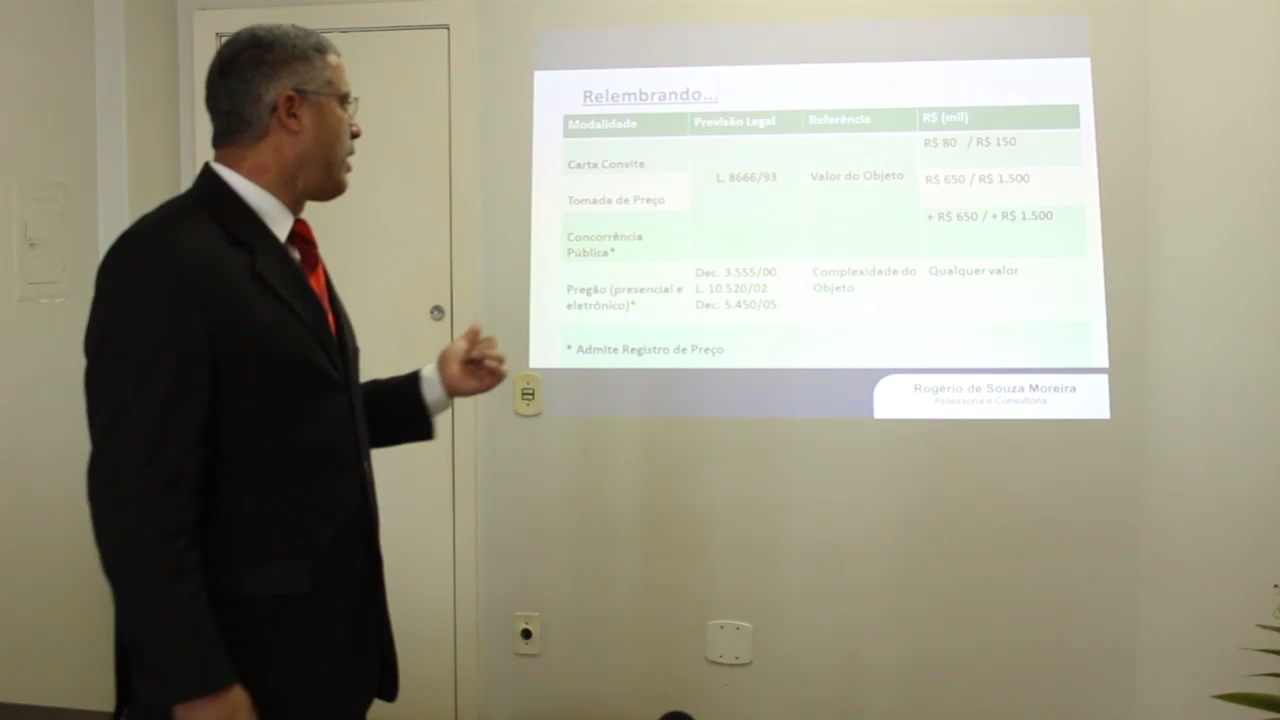 Relembrando...
Modalidade Previsão Legal Referência R$ (mil)
Carta Convite L. 8666/93 Valor do Objeto R$ 80 / R$ 150
Tomada de Preço R$ 650 / R$ 1.500
Concorrência + R$ 650 / + R$ 1.500
Pública*
Pregão (presencial e Dec. 3.555/00 Complexidade do Qualquer valor
eletrônico)* L. 10.520/02 Objeto
Dec. 5.450/05
* Admite Registro de Preço
Rogério de Souza Moreira
Assessoria e Consultoria